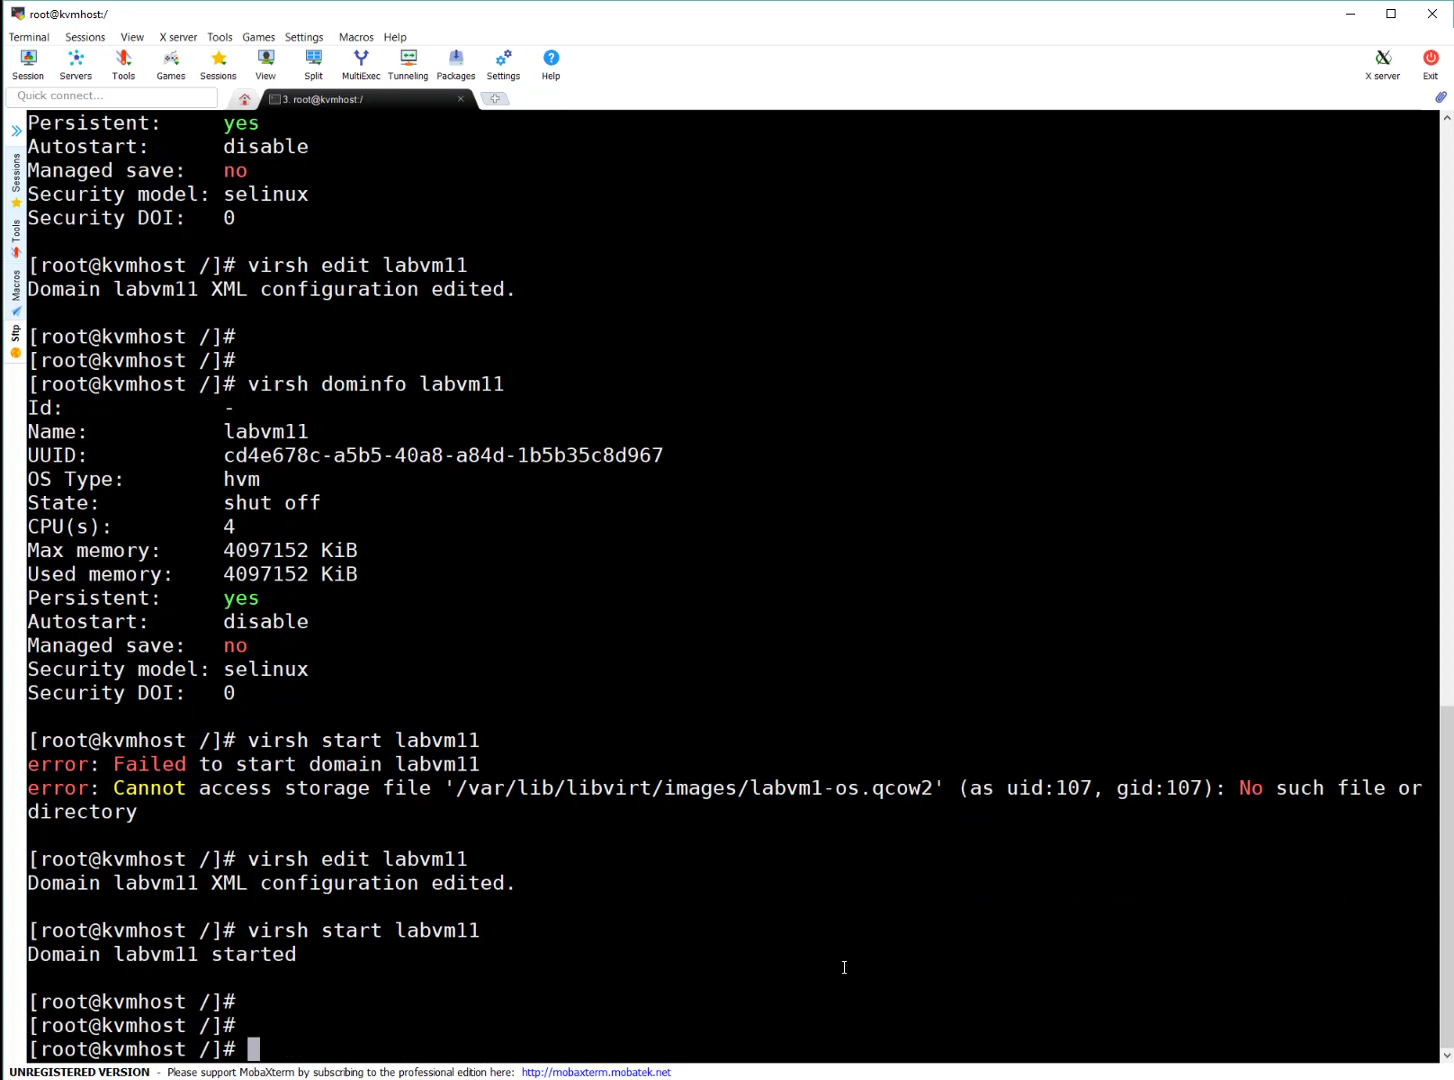 root@kvmhost:/
Terminal Sessions View X server Tools Games Settings Macros Help
Session Servers Tools Games Sessions View Split MultiExec Tunneling Packages Settings Help X server Exit
Quick connect...
3. root@kvmhost:/
Sessions
Tools
Macros
Sftp
Persistent: yes
Autostart: disable
Managed save: no
Security model: selinux
Security DOI: 0
[root@kvmhost /]# virsh edit labvm11
Domain labvm11 XML configuration edited.
[root@kvmhost /]#
[root@kvmhost /]#
[root@kvmhost /]# virsh dominfo labvm11
Id: -
Name: labvm11
UUID: cd4e678c-a5b5-40a8-a84d-1b5b35c8d967
OS Type: hvm
State: shut off
CPU(s): 4
Max memory: 4097152 KiB
Used memory: 4097152 KiB
Persistent: yes
Autostart: disable
Managed save: no
Security model: selinux
Security DOI: 0
[root@kvmhost /]# virsh start labvm11
error: Failed to start domain labvm11
error: Cannot access storage file '/var/lib/libvirt/images/labvm1-os.qcow2' (as uid:107, gid:107): No such file or
directory
[root@kvmhost /]# virsh edit labvm11
Domain labvm11 XML configuration edited.
[root@kvmhost /]# virsh start labvm11
Domain labvm11 started
[root@kvmhost /]#
[root@kvmhost /]#
[root@kvmhost /]#
UNREGISTERED VERSION - Please support MobaXterm by subscribing to the professional edition here: http://mobaxterm.mobatek.net